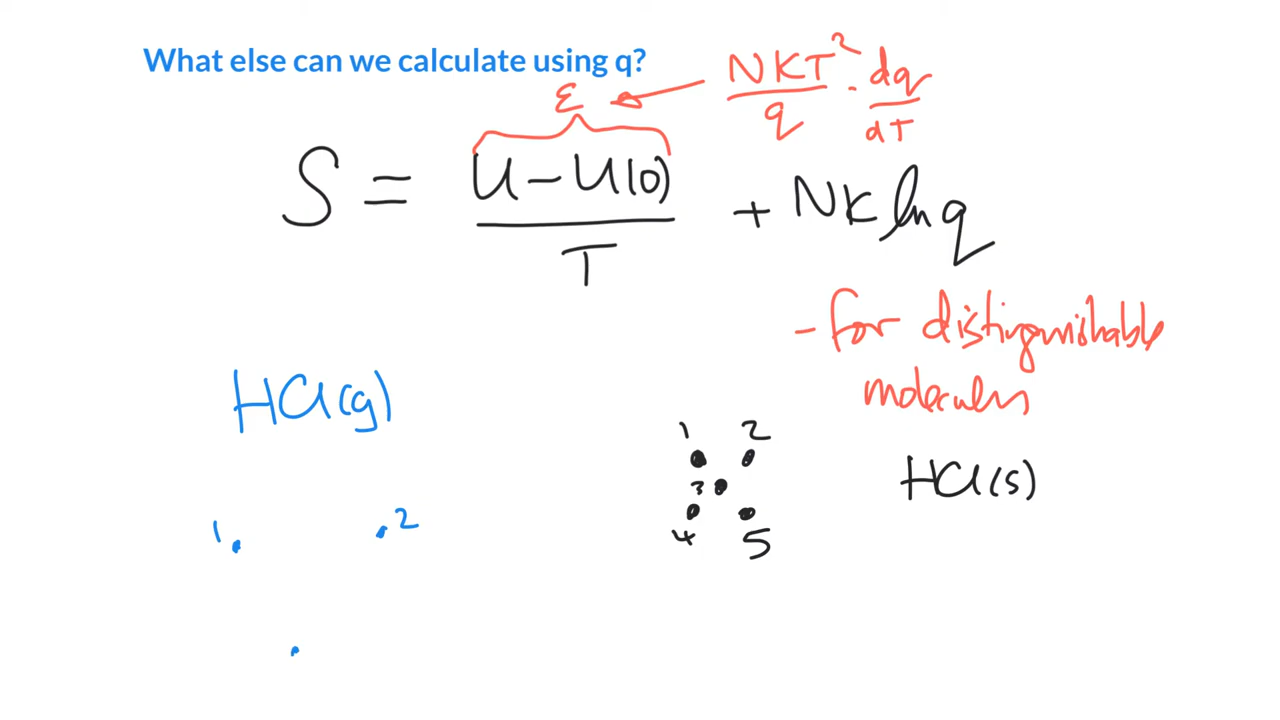 What else can we calculate using q?
ε ← NKT² / q · dq / dT
S = U - U(0) / T + NK ln q
- for distinguishable
molecules
HCl(g)
1 2
3
4 5
HCl(s)
1 2